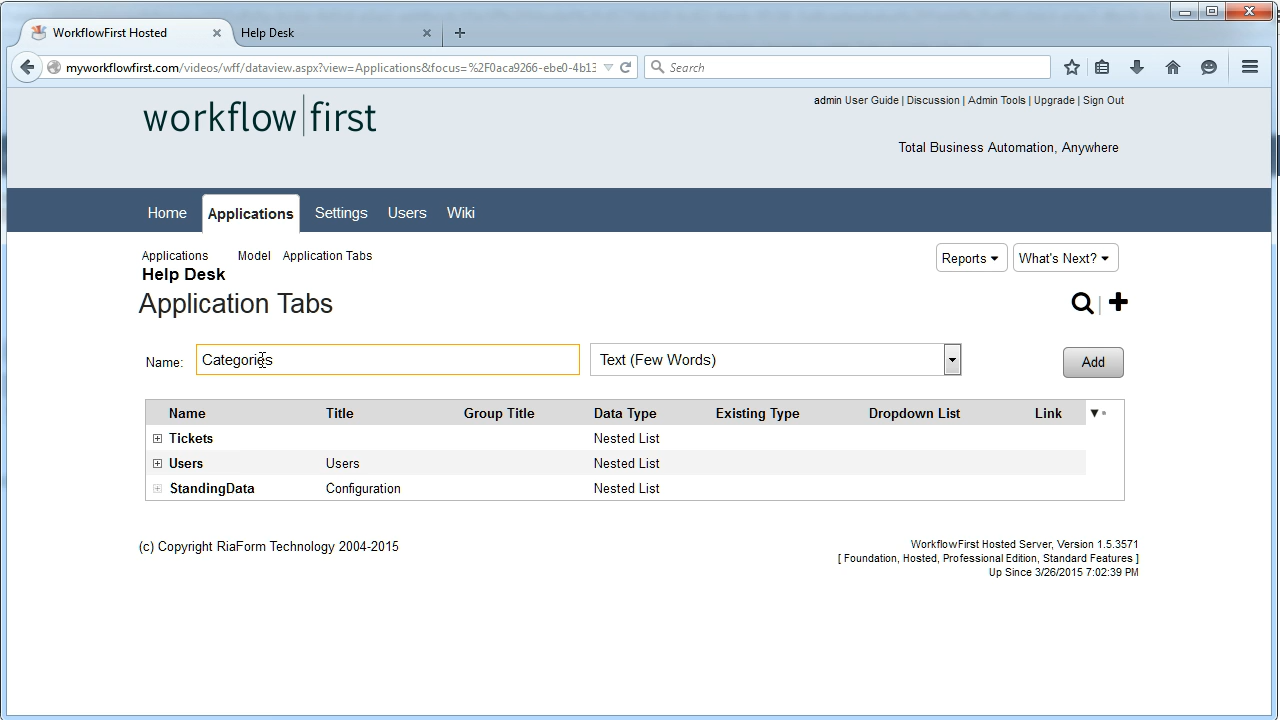 WorkflowFirst Hosted
Help Desk
myworkflowfirst.com/videos/wff/dataview.aspx?view=Applications&focus=%2F0aca9266-ebe0-4b13
Search
workflow|first
admin User Guide | Discussion | Admin Tools | Upgrade | Sign Out
Total Business Automation, Anywhere
Home Applications Settings Users Wiki
Applications Model Application Tabs
Help Desk
Reports What's Next?
Application Tabs
Name: Categories Text (Few Words) Add
Name Title Group Title Data Type Existing Type Dropdown List Link
Tickets Nested List
Users Users Nested List
StandingData Configuration Nested List
(c) Copyright RiaForm Technology 2004-2015
WorkflowFirst Hosted Server, Version 1.5.3571
[ Foundation, Hosted, Professional Edition, Standard Features ]
Up Since 3/26/2015 7:02:39 PM